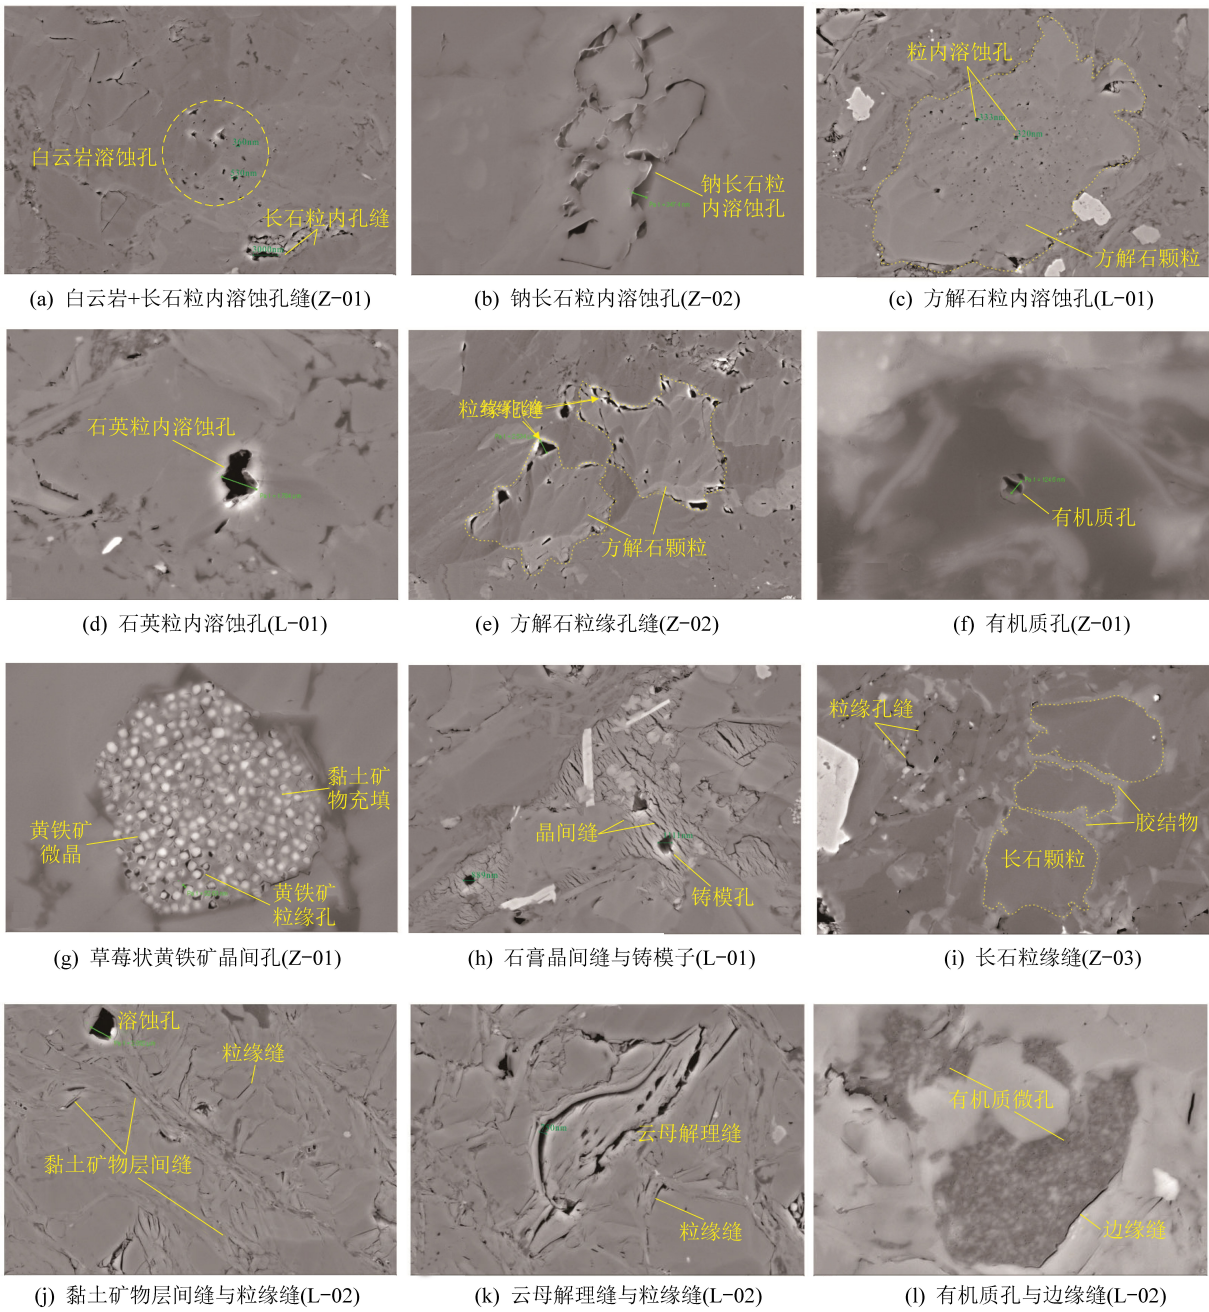 白云岩溶蚀孔
长石粒内孔缝
(a) 白云岩+长石粒内溶蚀孔缝(Z-01)
钠长石粒
内溶蚀孔
(b) 钠长石粒内溶蚀孔(Z-02)
粒内溶蚀孔
方解石颗粒
(c) 方解石粒内溶蚀孔(L-01)
石英粒内溶蚀孔
(d) 石英粒内溶蚀孔(L-01)
粒缘孔缝
方解石颗粒
(e) 方解石粒缘孔缝(Z-02)
有机质孔
(f) 有机质孔(Z-01)
黏土矿
物充填
黄铁矿
微晶
黄铁矿
粒缘孔
(g) 草莓状黄铁矿晶间孔(Z-01)
晶间缝
铸模孔
(h) 石膏晶间缝与铸模子(L-01)
粒缘孔缝
胶结物
长石颗粒
(i) 长石粒缘缝(Z-03)
溶蚀孔
粒缘缝
黏土矿物层间缝
(j) 黏土矿物层间缝与粒缘缝(L-02)
云母解理缝
粒缘缝
(k) 云母解理缝与粒缘缝(L-02)
有机质微孔
边缘缝
(l) 有机质孔与边缘缝(L-02)